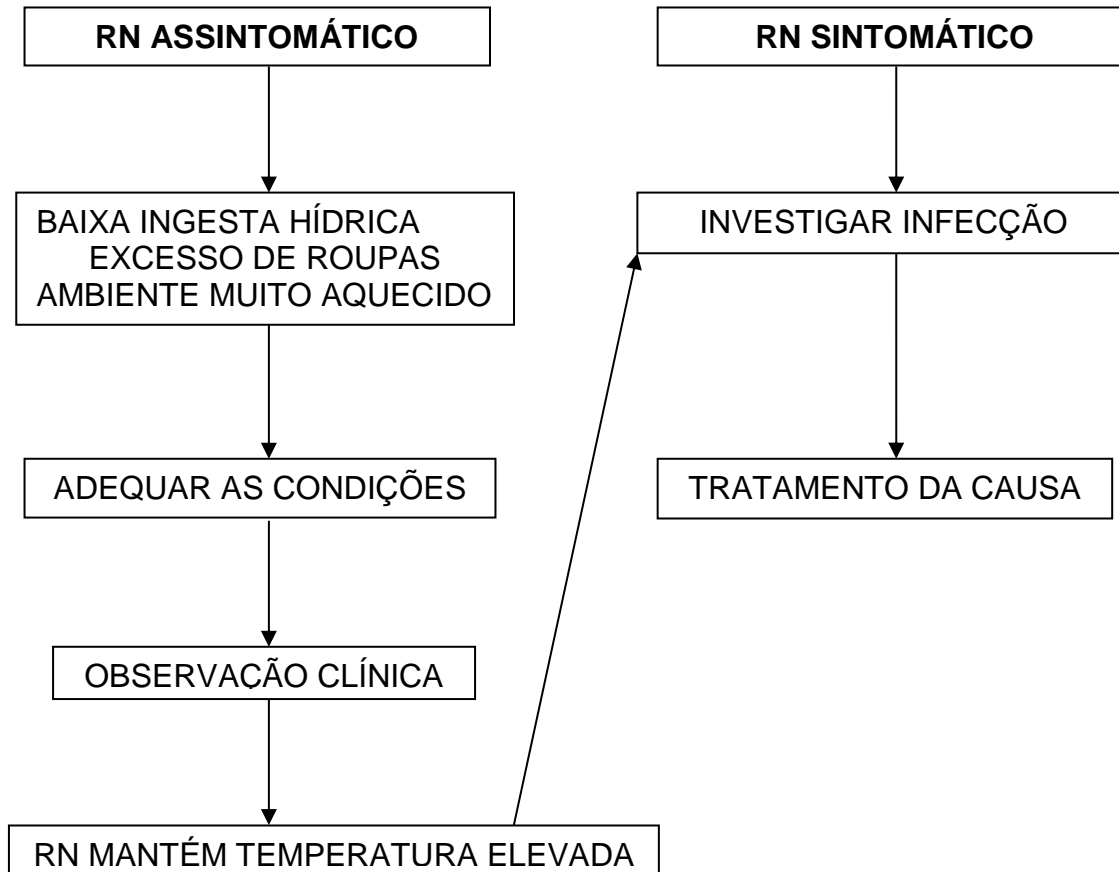 RN ASSINTOMÁTICO
BAIXA INGESTA HÍDRICA
EXCESSO DE ROUPAS
AMBIENTE MUITO AQUECIDO
ADEQUAR AS CONDIÇÕES
OBSERVAÇÃO CLÍNICA
RN MANTÉM TEMPERATURA ELEVADA
RN SINTOMÁTICO
INVESTIGAR INFECÇÃO
TRATAMENTO DA CAUSA